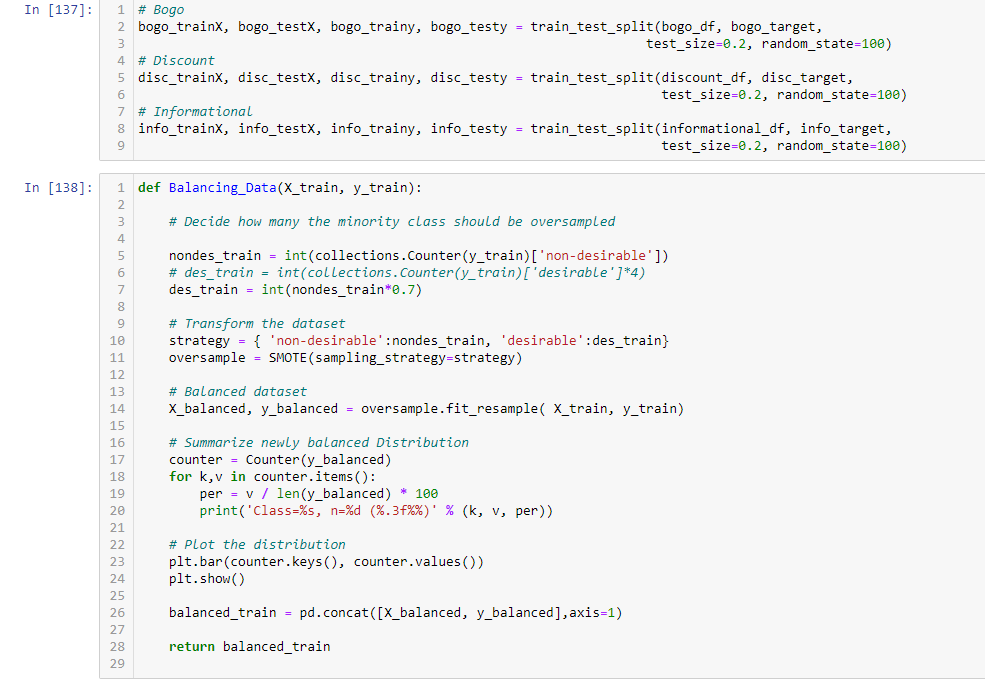 In [137]:
1 # Bogo
2 bogo_trainX, bogo_testX, bogo_trainy, bogo_testy = train_test_split(bogo_df, bogo_target,
3                                                                   test_size=0.2, random_state=100)
4 # Discount
5 disc_trainX, disc_testX, disc_trainy, disc_testy = train_test_split(discount_df, disc_target,
6                                                                     test_size=0.2, random_state=100)
7 # Informational
8 info_trainX, info_testX, info_trainy, info_testy = train_test_split(informational_df, info_target,
9                                                                     test_size=0.2, random_state=100)
In [138]:
1 def Balancing_Data(X_train, y_train):
2
3     # Decide how many the minority class should be oversampled
4
5     nondes_train = int(collections.Counter(y_train)['non-desirable'])
6     # des_train = int(collections.Counter(y_train)['desirable']*4)
7     des_train = int(nondes_train*0.7)
8
9     # Transform the dataset
10     strategy = { 'non-desirable':nondes_train, 'desirable':des_train}
11     oversample = SMOTE(sampling_strategy=strategy)
12
13     # Balanced dataset
14     X_balanced, y_balanced = oversample.fit_resample( X_train, y_train)
15
16     # Summarize newly balanced Distribution
17     counter = Counter(y_balanced)
18     for k,v in counter.items():
19         per = v / len(y_balanced) * 100
20         print('Class=%s, n=%d (%.3f%%)' % (k, v, per))
21
22     # Plot the distribution
23     plt.bar(counter.keys(), counter.values())
24     plt.show()
25
26     balanced_train = pd.concat([X_balanced, y_balanced],axis=1)
27
28     return balanced_train
29